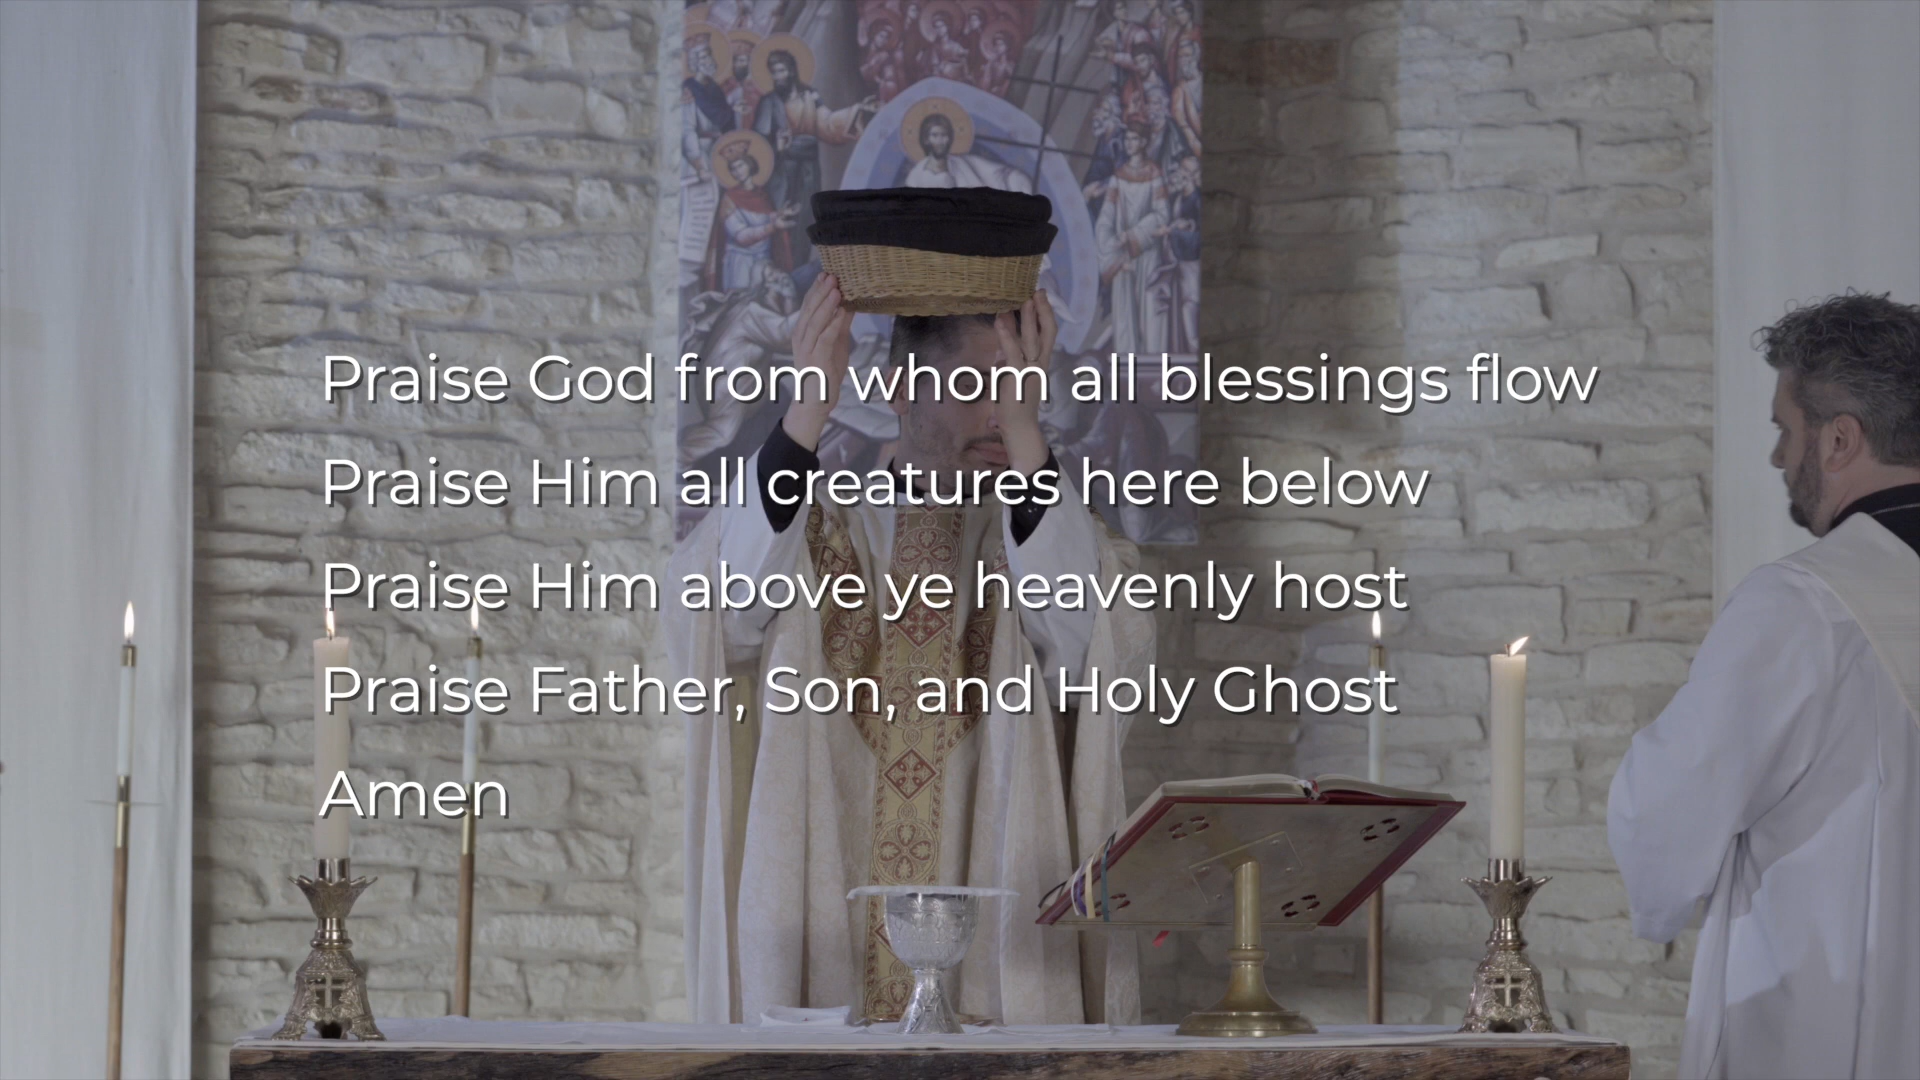 Praise God from whom all blessings flow
Praise Him all creatures here below
Praise Him above ye heavenly host
Praise Father, Son, and Holy Ghost
Amen